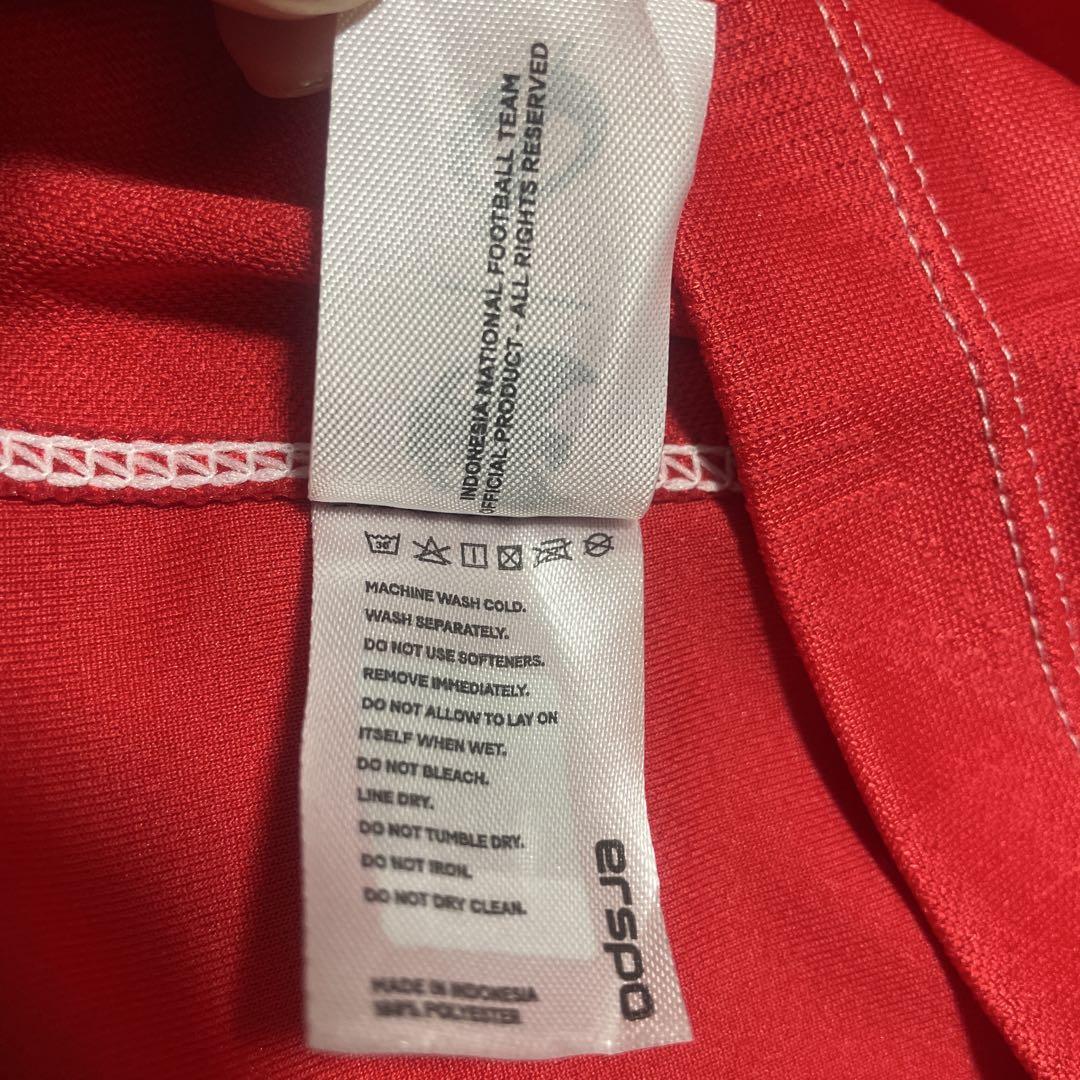 INDONESIA NATIONAL FOOTBALL TEAM
OFFICIAL PRODUCT - ALL RIGHTS RESERVED
30
MACHINE WASH COLD.
WASH SEPARATELY.
DO NOT USE SOFTENERS.
REMOVE IMMEDIATELY.
DO NOT ALLOW TO LAY ON
ITSELF WHEN WET.
DO NOT BLEACH.
LINE DRY.
DO NOT TUMBLE DRY.
DO NOT IRON.
DO NOT DRY CLEAN.
erspo
MADE IN INDONESIA
100% POLYESTER